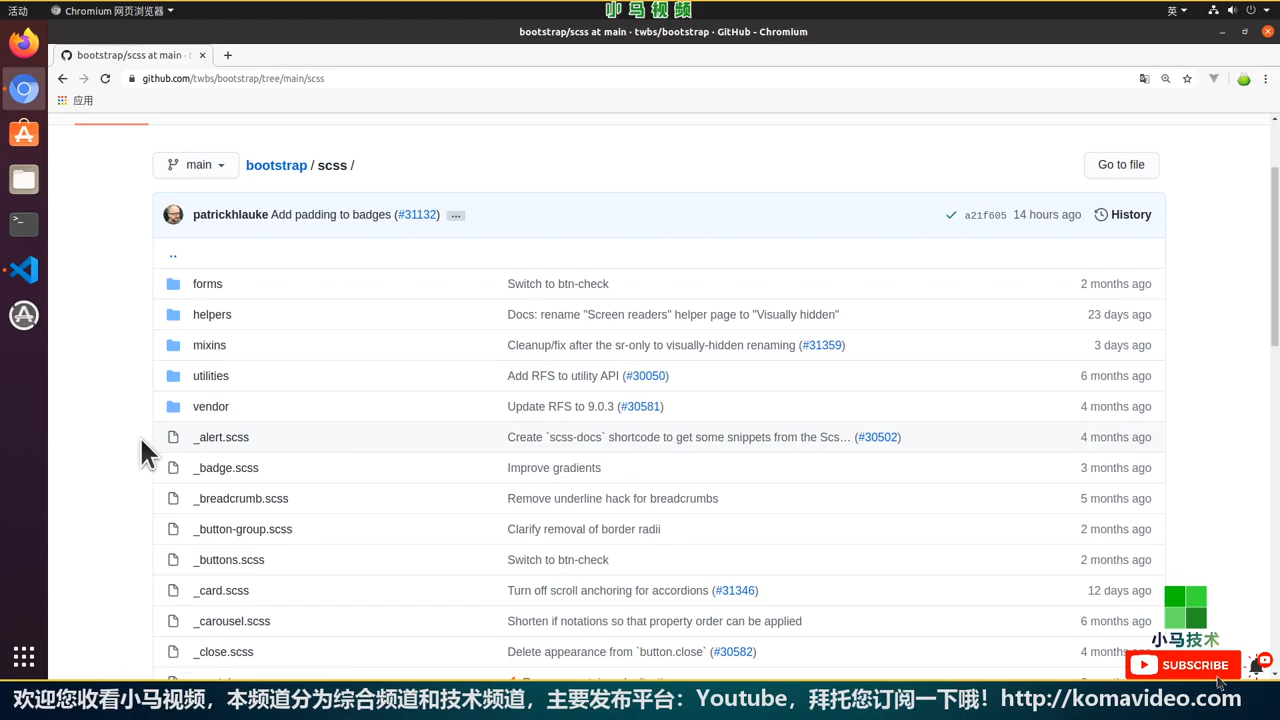 活动
Chromium 网页浏览器
小马视频
英
bootstrap/scss at main · twbs/bootstrap · GitHub - Chromium
bootstrap/scss at main ·
github.com/twbs/bootstrap/tree/main/scss
应用
main
bootstrap / scss /
Go to file
patrickhlauke Add padding to badges (#31132) ...
a21f605 14 hours ago History
..
forms Switch to btn-check 2 months ago
helpers Docs: rename "Screen readers" helper page to "Visually hidden" 23 days ago
mixins Cleanup/fix after the sr-only to visually-hidden renaming (#31359) 3 days ago
utilities Add RFS to utility API (#30050) 6 months ago
vendor Update RFS to 9.0.3 (#30581) 4 months ago
_alert.scss Create `scss-docs` shortcode to get some snippets from the Scs… (#30502) 4 months ago
_badge.scss Improve gradients 3 months ago
_breadcrumb.scss Remove underline hack for breadcrumbs 5 months ago
_button-group.scss Clarify removal of border radii 2 months ago
_buttons.scss Switch to btn-check 2 months ago
_card.scss Turn off scroll anchoring for accordions (#31346) 12 days ago
_carousel.scss Shorten if notations so that property order can be applied 6 months ago
_close.scss Delete appearance from `button.close` (#30582) 4 months
小马技术
SUBSCRIBE
欢迎您收看小马视频，本频道分为综合频道和技术频道，主要发布平台：Youtube，拜托您订阅一下哦！http://komavideo.com